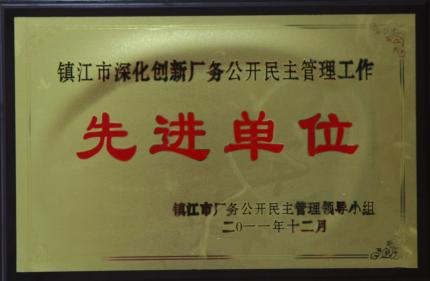 镇江市深化创新厂务公开民主管理工作
先进单位
镇江市厂务公开民主管理领导小组
二〇一一年十二月